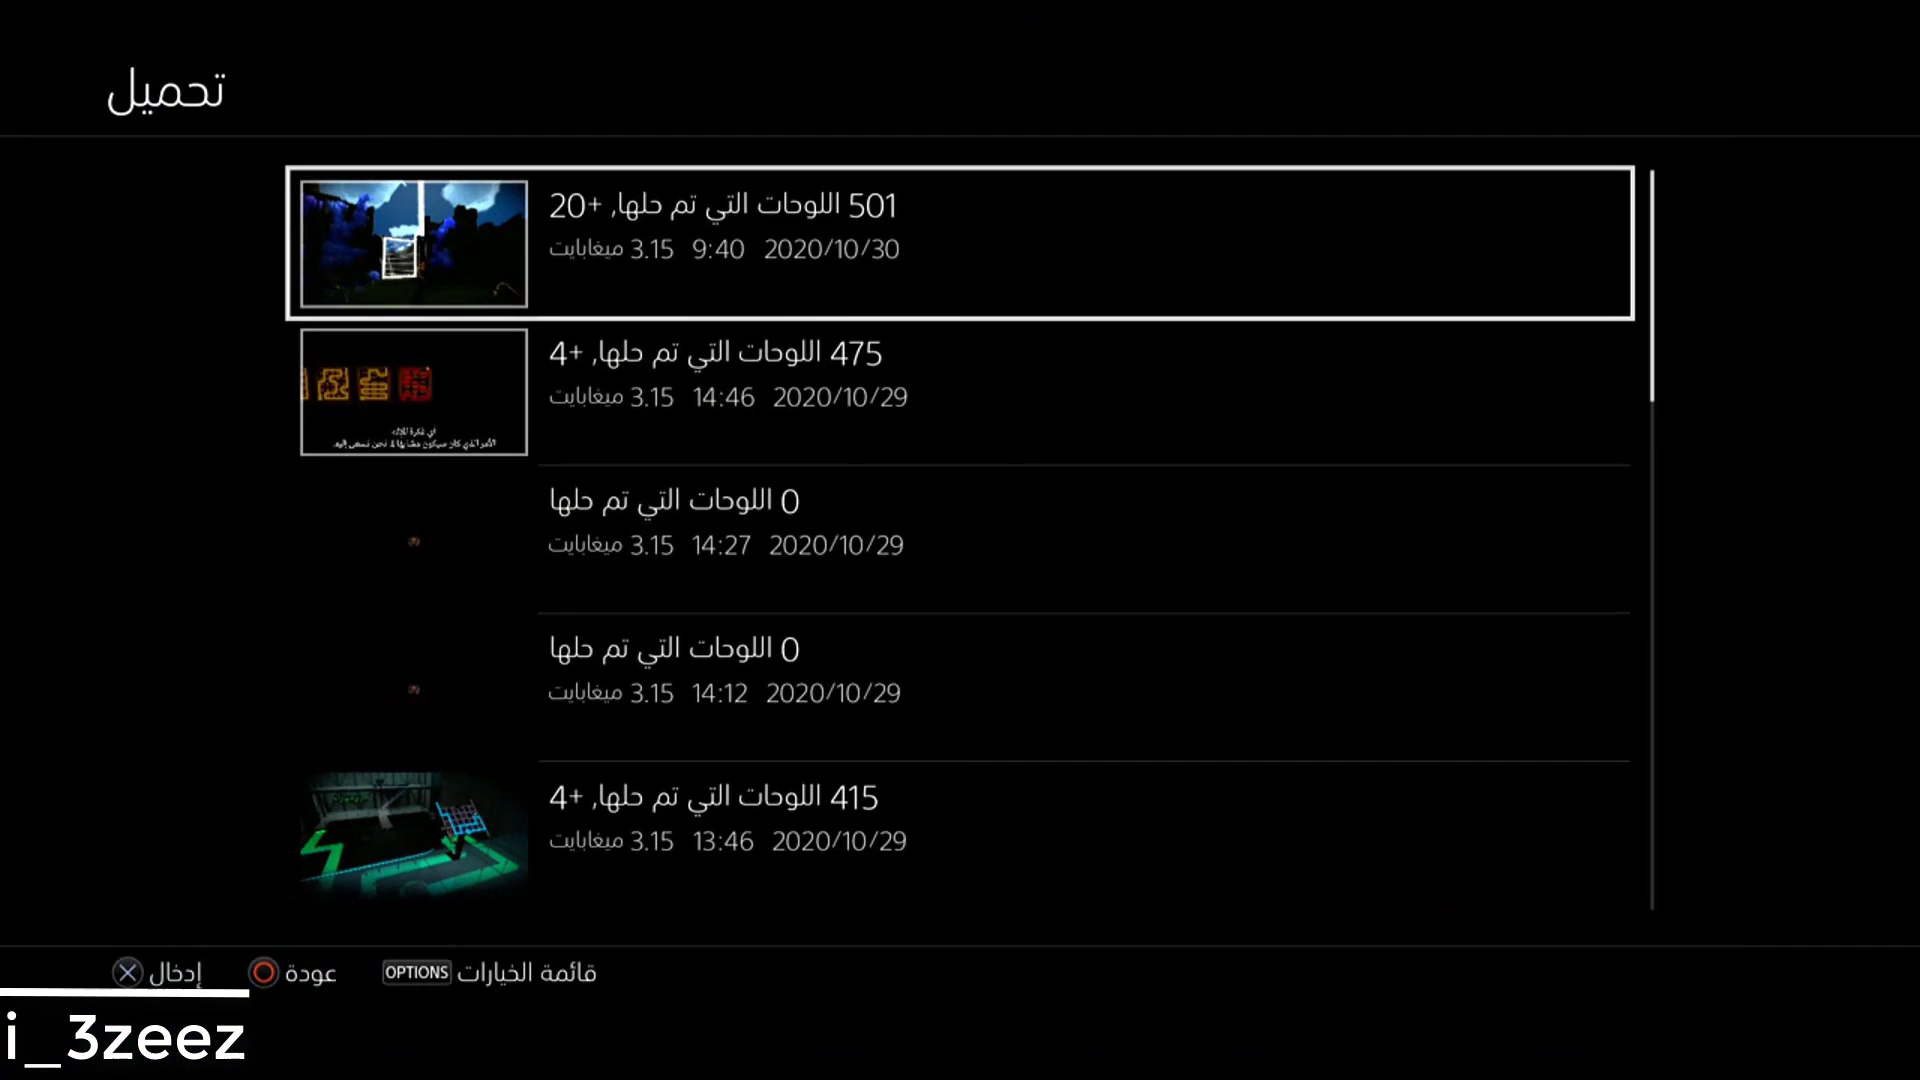 تحميل
501 اللوحات التي تم حلها, +20
2020/10/30 9:40 3.15 ميغابايت
475 اللوحات التي تم حلها, +4
2020/10/29 14:46 3.15 ميغابايت
0 اللوحات التي تم حلها
2020/10/29 14:27 3.15 ميغابايت
0 اللوحات التي تم حلها
2020/10/29 14:12 3.15 ميغابايت
415 اللوحات التي تم حلها, +4
2020/10/29 13:46 3.15 ميغابايت
إدخال عودة OPTIONS قائمة الخيارات
i_3zeez